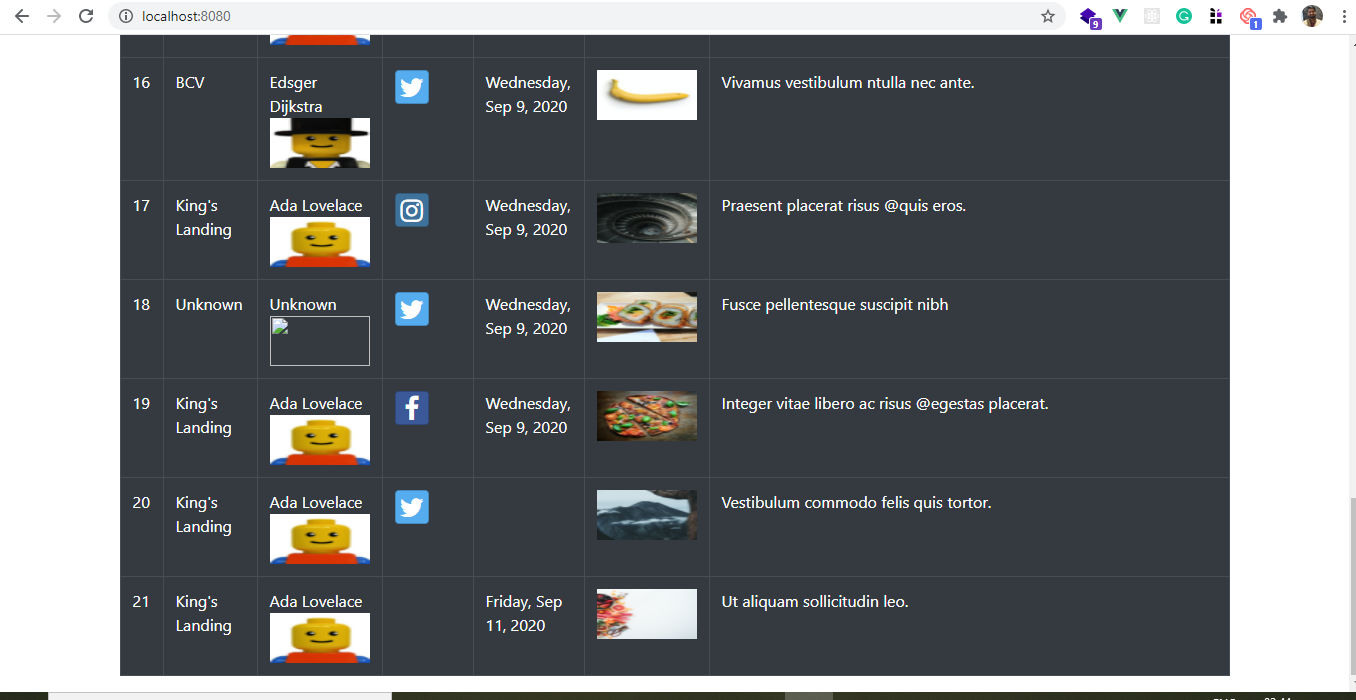 localhost:8080
9
1
16 BCV Edsger Wednesday, Vivamus vestibulum ntulla nec ante.
Dijkstra Sep 9, 2020
17 King's Ada Lovelace Wednesday, Praesent placerat risus @quis eros.
Landing Sep 9, 2020
18 Unknown Unknown Wednesday, Fusce pellentesque suscipit nibh
Sep 9, 2020
19 King's Ada Lovelace Wednesday, Integer vitae libero ac risus @egestas placerat.
Landing Sep 9, 2020
20 King's Ada Lovelace Vestibulum commodo felis quis tortor.
Landing
21 King's Ada Lovelace Friday, Sep Ut aliquam sollicitudin leo.
Landing 11, 2020